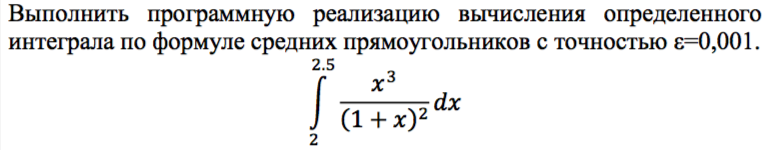 Выполнить программную реализацию вычисления определенного
интеграла по формуле средних прямоугольников с точностью ε=0,001.
2.5
∫ x³/(1 + x)² dx
2